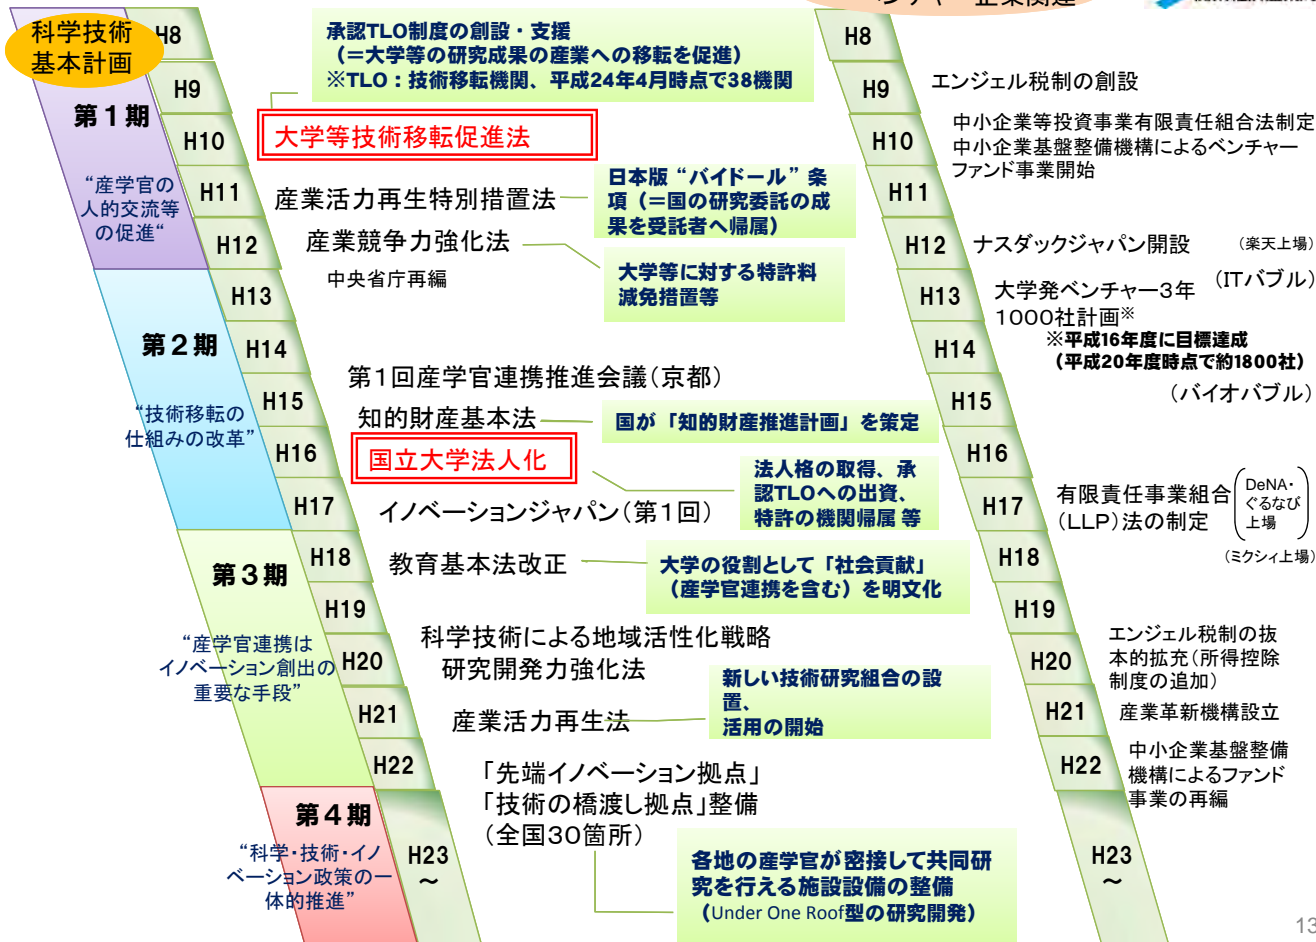 ンチャー企業関連
科学技術
基本計画
第1期
“産学官の
人的交流等
の促進“
第2期
“技術移転の
仕組みの改革”
第3期
“産学官連携は
イノベーション創出の
重要な手段”
第4期
“科学・技術・イノ
ベーション政策の一
体的推進”
H8
H9
H10
H11
H12
H13
H14
H15
H16
H17
H18
H19
H20
H21
H22
H23
～
承認TLO制度の創設・支援
（＝大学等の研究成果の産業への移転を促進）
※TLO：技術移転機関、平成24年4月時点で38機関
大学等技術移転促進法
産業活力再生特別措置法
日本版“バイドール”条
項（＝国の研究委託の成
果を受託者へ帰属）
産業競争力強化法
中央省庁再編
大学等に対する特許料
減免措置等
第1回産学官連携推進会議（京都）
知的財産基本法
国が「知的財産推進計画」を策定
国立大学法人化
法人格の取得、承
認TLOへの出資、
特許の機関帰属 等
イノベーションジャパン（第1回）
教育基本法改正
大学の役割として「社会貢献」
（産学官連携を含む）を明文化
科学技術による地域活性化戦略
研究開発力強化法
新しい技術研究組合の設
置、
活用の開始
産業活力再生法
「先端イノベーション拠点」
「技術の橋渡し拠点」整備
（全国30箇所）
各地の産学官が密接して共同研
究を行える施設設備の整備
（Under One Roof型の研究開発）
H8
H9
H10
H11
H12
H13
H14
H15
H16
H17
H18
H19
H20
H21
H22
H23
～
エンジェル税制の創設
中小企業等投資事業有限責任組合法制定
中小企業基盤整備機構によるベンチャー
ファンド事業開始
ナスダックジャパン開設
（楽天上場）
（ITバブル）
大学発ベンチャー3年
1000社計画※
※平成16年度に目標達成
（平成20年度時点で約1800社）
（バイオバブル）
有限責任事業組合
（LLP）法の制定
DeNA・
ぐるなび
上場
（ミクシィ上場）
エンジェル税制の抜
本的拡充（所得控除
制度の追加）
産業革新機構設立
中小企業基盤整備
機構によるファンド
事業の再編
13